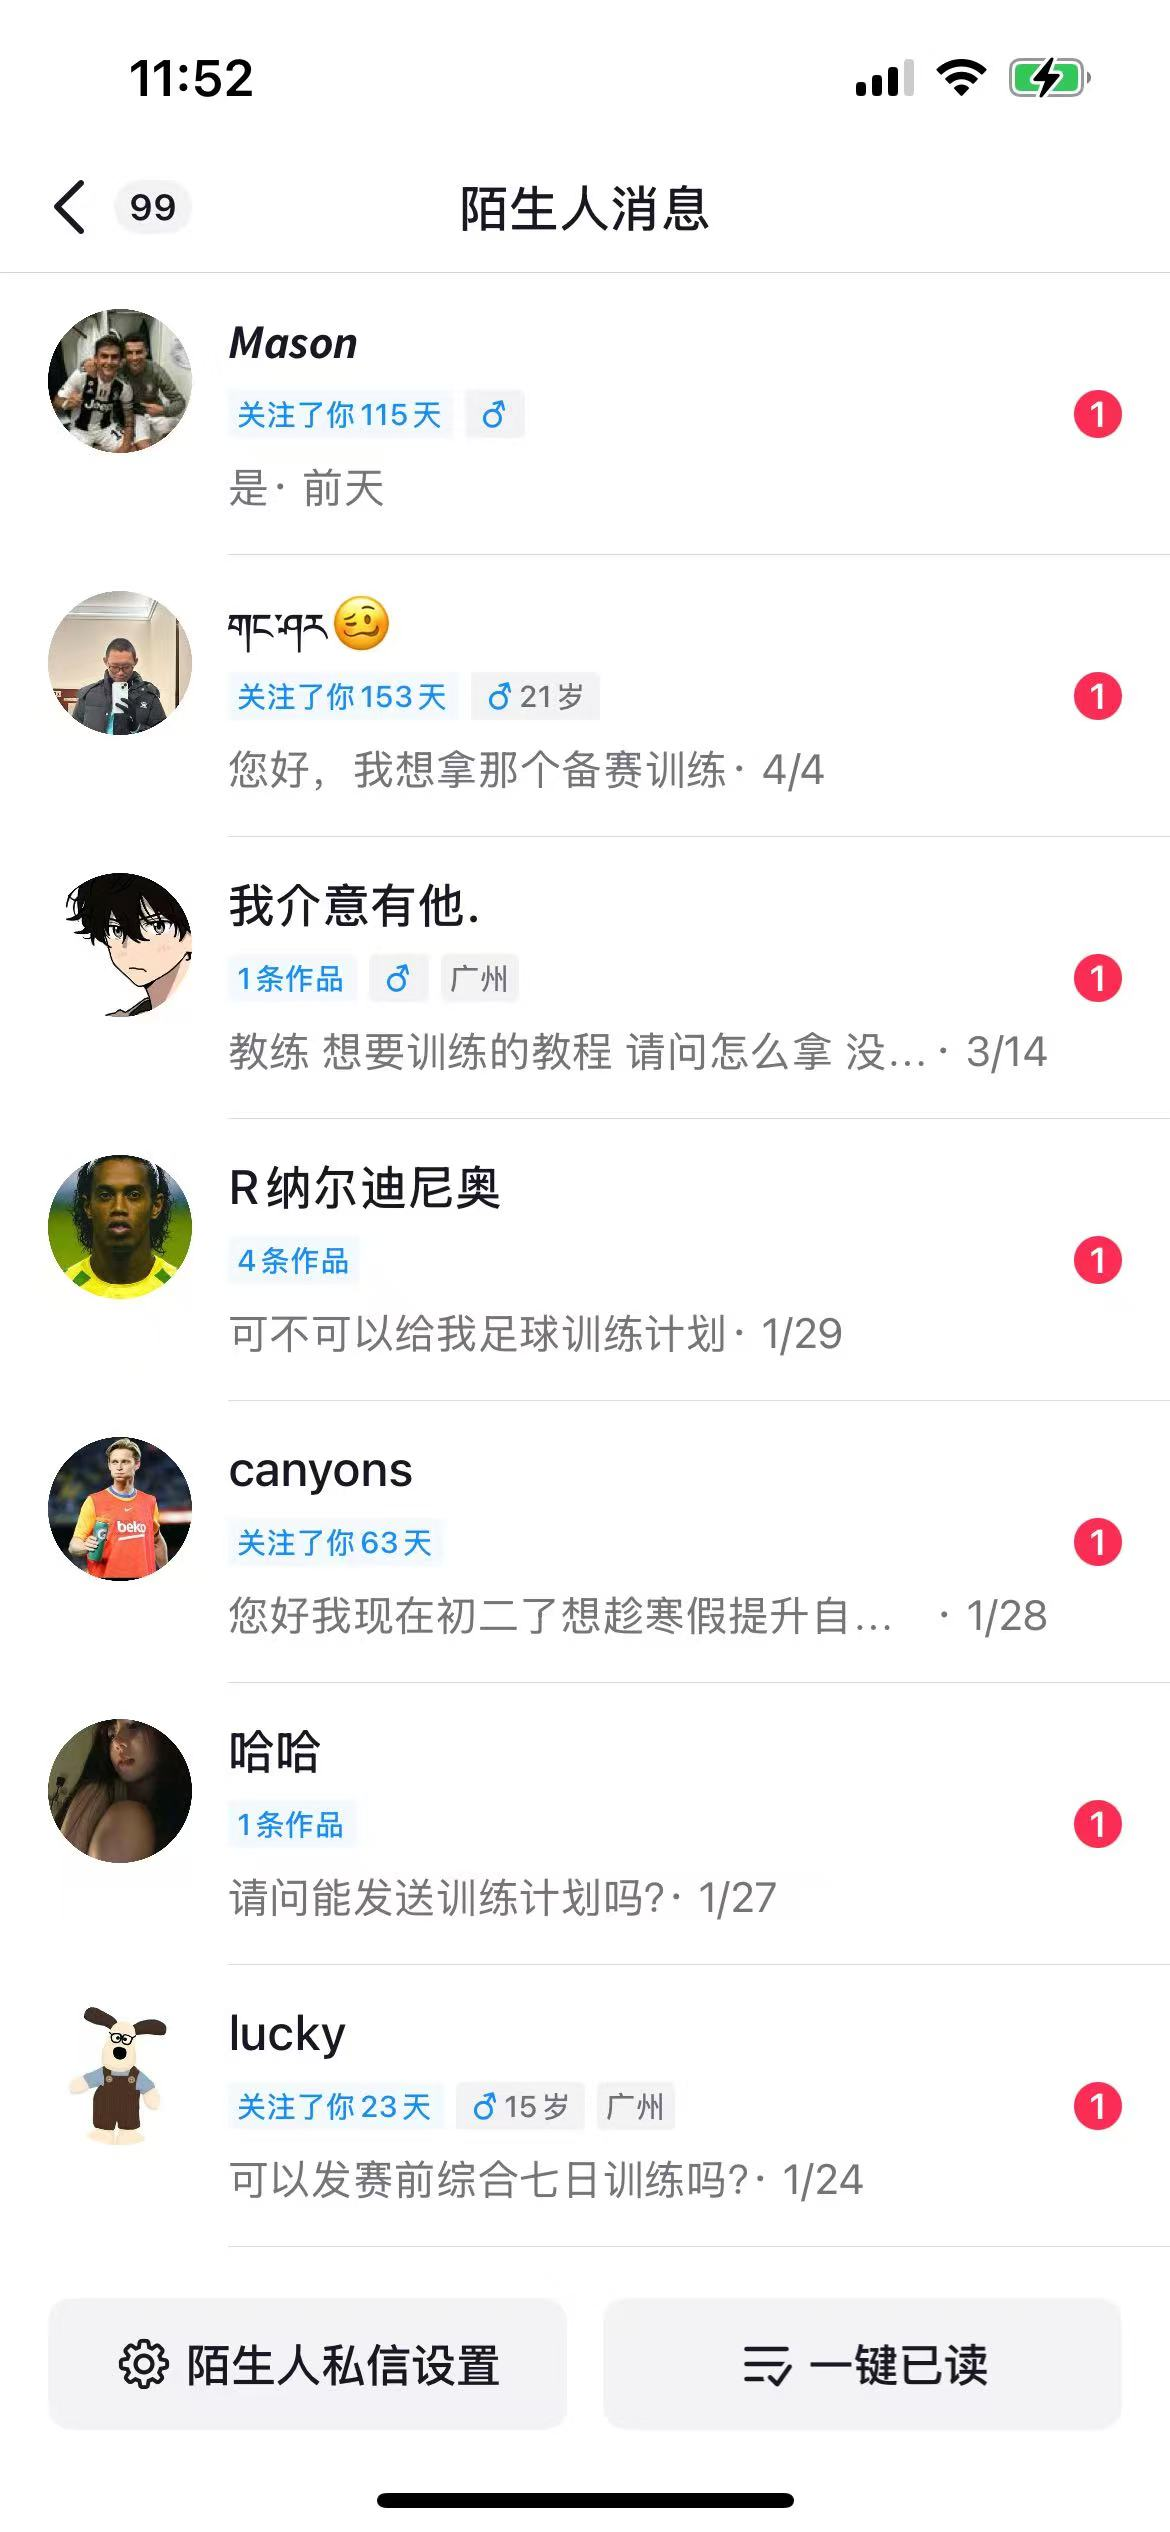 11:52
99
陌生人消息
Mason
关注了你115天 ♂
1
是· 前天
གང་ཤར🥴
关注了你153天 ♂21岁
1
您好，我想拿那个备赛训练· 4/4
我介意有他.
1条作品 ♂ 广州
1
教练 想要训练的教程 请问怎么拿 没...· 3/14
R纳尔迪尼奥
4条作品
1
可不可以给我足球训练计划· 1/29
canyons
关注了你63天
1
您好我现在初二了想趁寒假提升自... · 1/28
哈哈
1条作品
1
请问能发送训练计划吗?· 1/27
lucky
关注了你23天 ♂15岁 广州
1
可以发赛前综合七日训练吗?· 1/24
陌生人私信设置
一键已读
beko